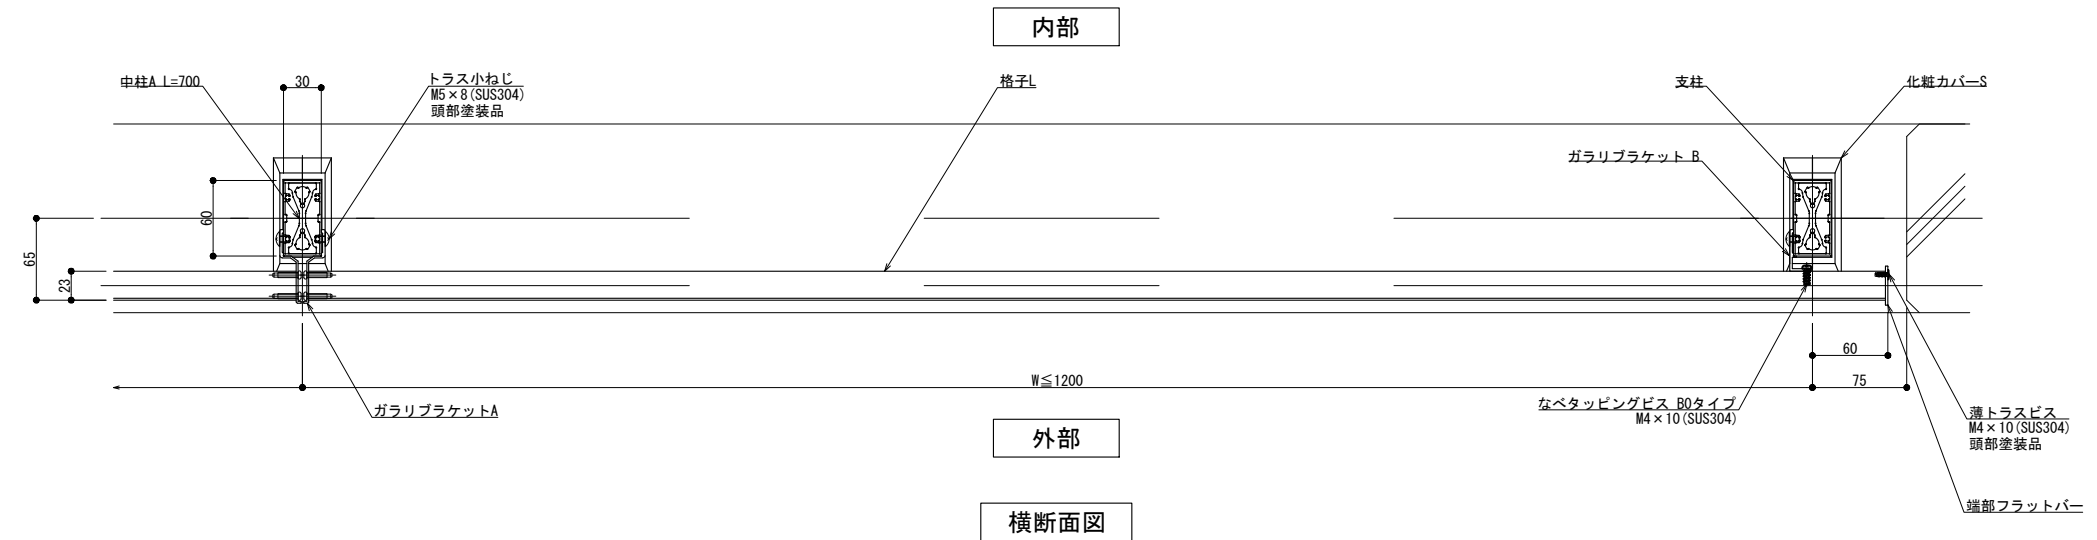 内部
中柱A L=700
30
トラス小ねじ
M5×8(SUS304)
頭部塗装品
格子L
支柱
化粧カバーS
ガラリブラケット B
60
65
23
60
W≦1200
75
ガラリブラケットA
なべタッピングビス B0タイプ
M4×10(SUS304)
薄トラスビス
M4×10(SUS304)
頭部塗装品
外部
端部フラットバー
横断面図